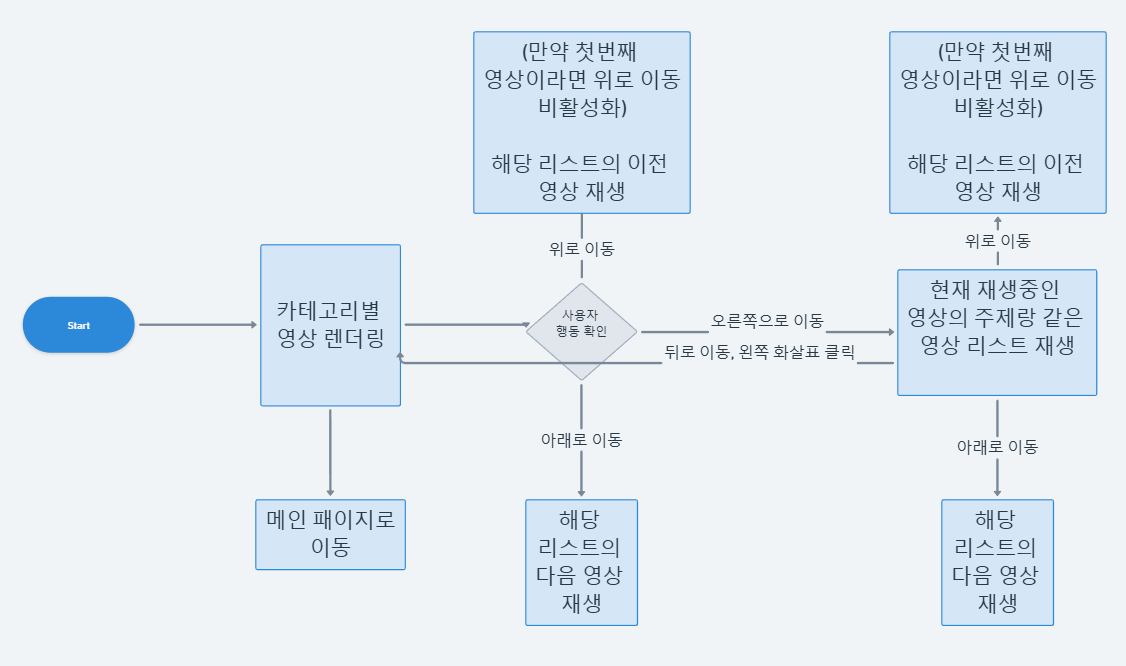 Start
카테고리별
영상 렌더링
메인 패이지로
이동
(만약 첫번째
영상이라면 위로 이동
비활성화)
해당 리스트의 이전
영상 재생
위로 이동
사용자
행동 확인
아래로 이동
해당
리스트의
다음 영상
재생
오른쪽으로 이동
뒤로 이동, 왼쪽 화살표 클릭
(만약 첫번째
영상이라면 위로 이동
비활성화)
해당 리스트의 이전
영상 재생
위로 이동
현재 재생중인
영상의 주제랑 같은
영상 리스트 재생
아래로 이동
해당
리스트의
다음 영상
재생